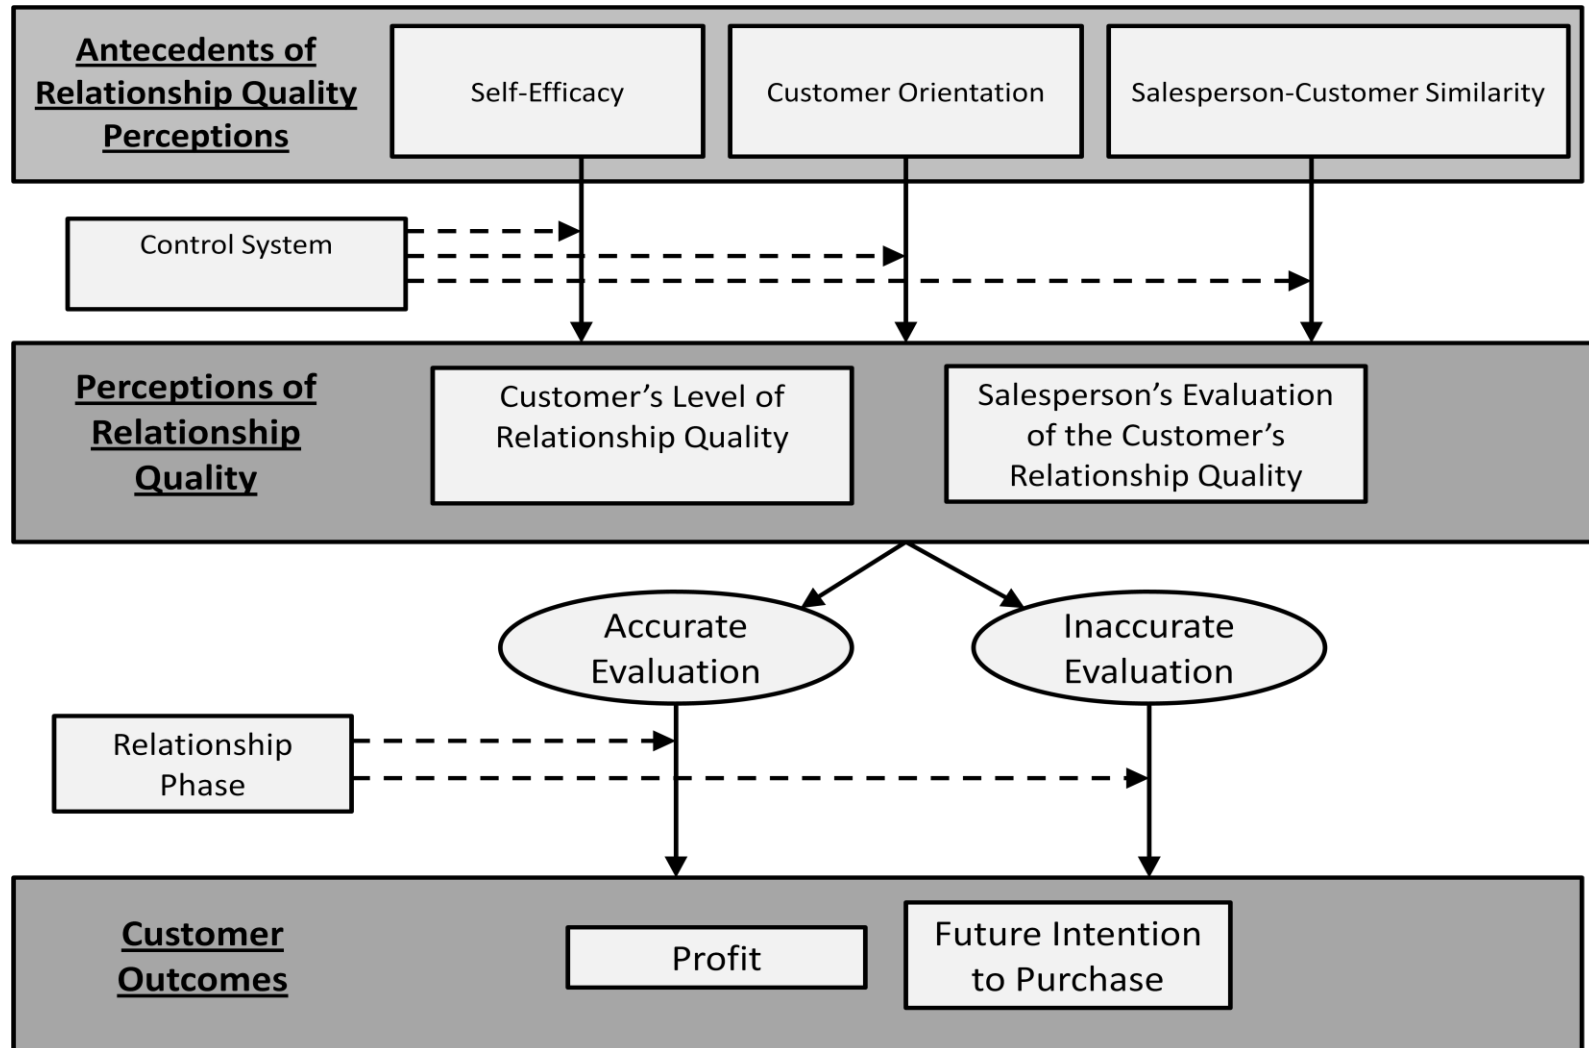 Antecedents of
Relationship Quality
Perceptions
Self-Efficacy
Customer Orientation
Salesperson-Customer Similarity
Control System
Perceptions of
Relationship
Quality
Customer’s Level of
Relationship Quality
Salesperson’s Evaluation
of the Customer’s
Relationship Quality
Accurate
Evaluation
Inaccurate
Evaluation
Relationship
Phase
Customer
Outcomes
Profit
Future Intention
to Purchase